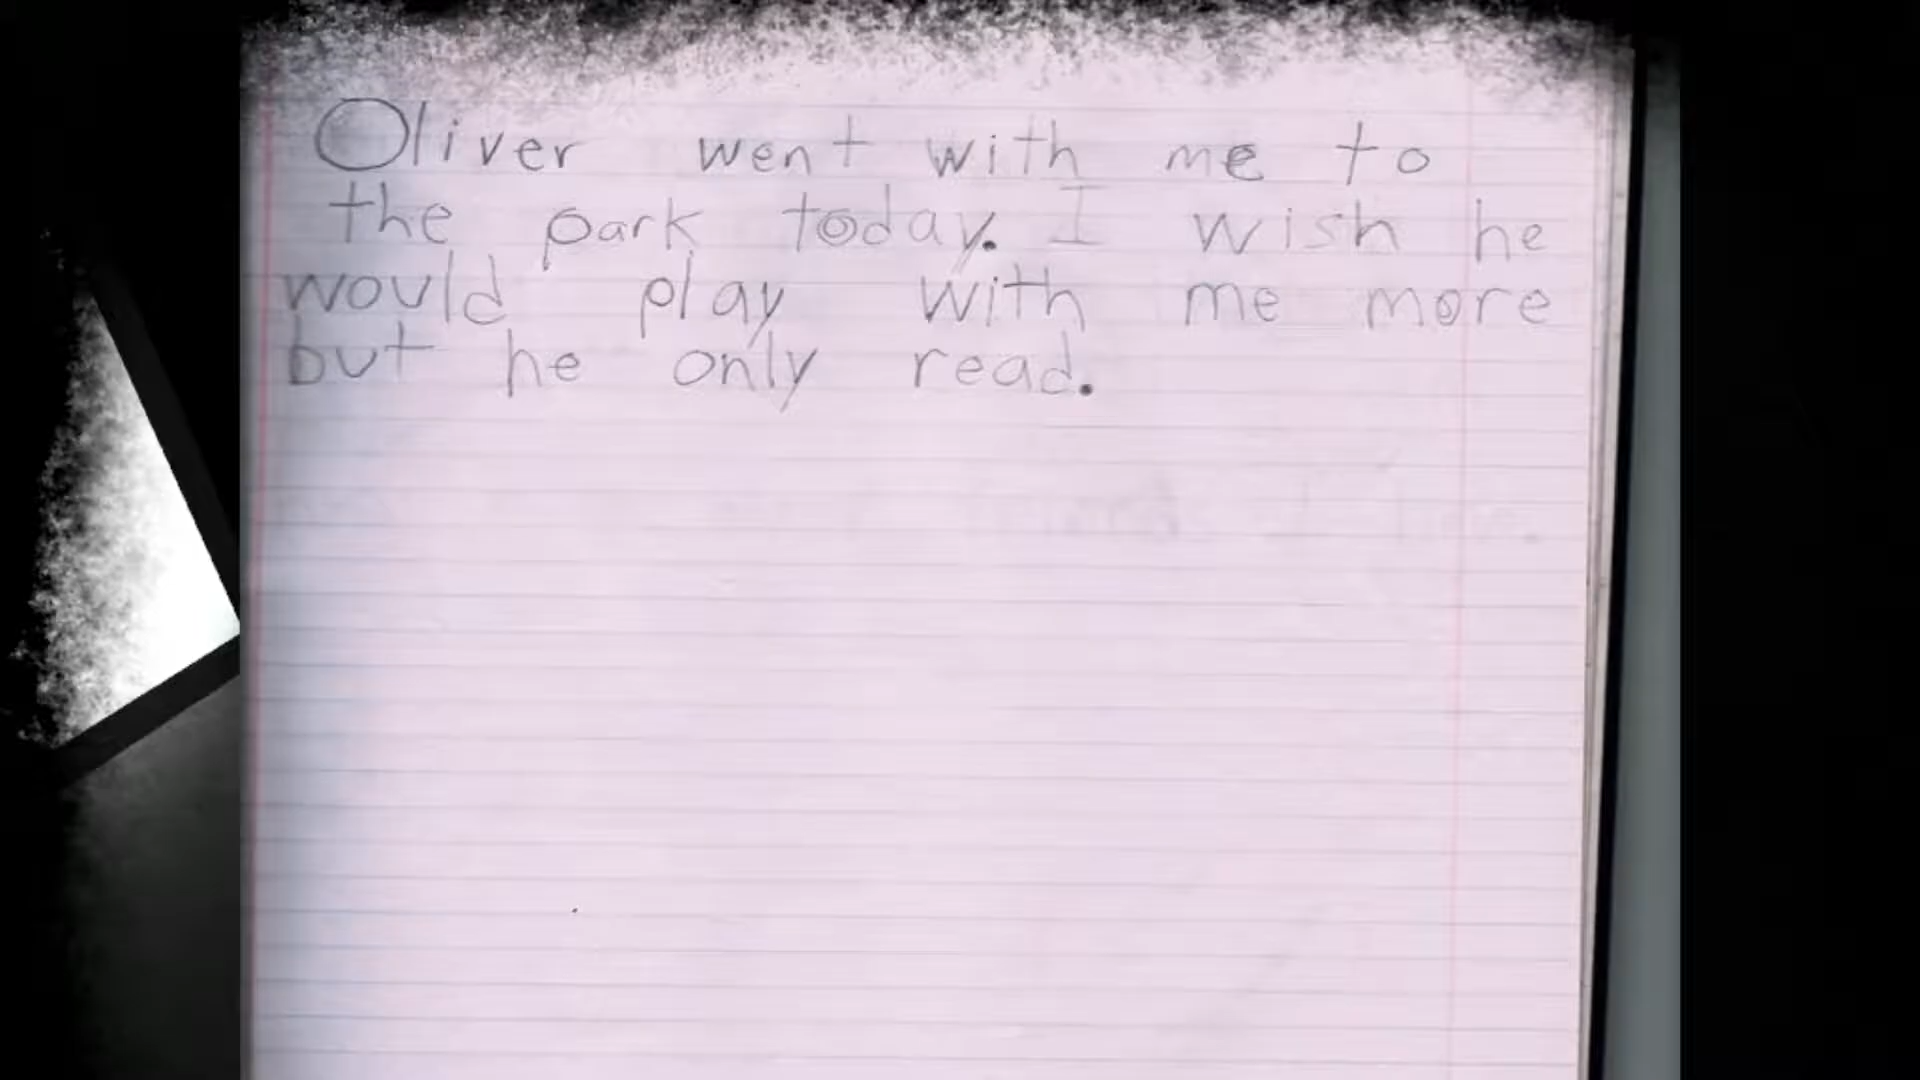 Oliver went with me to
the park today. I wish he
would play with me more
but he only read.